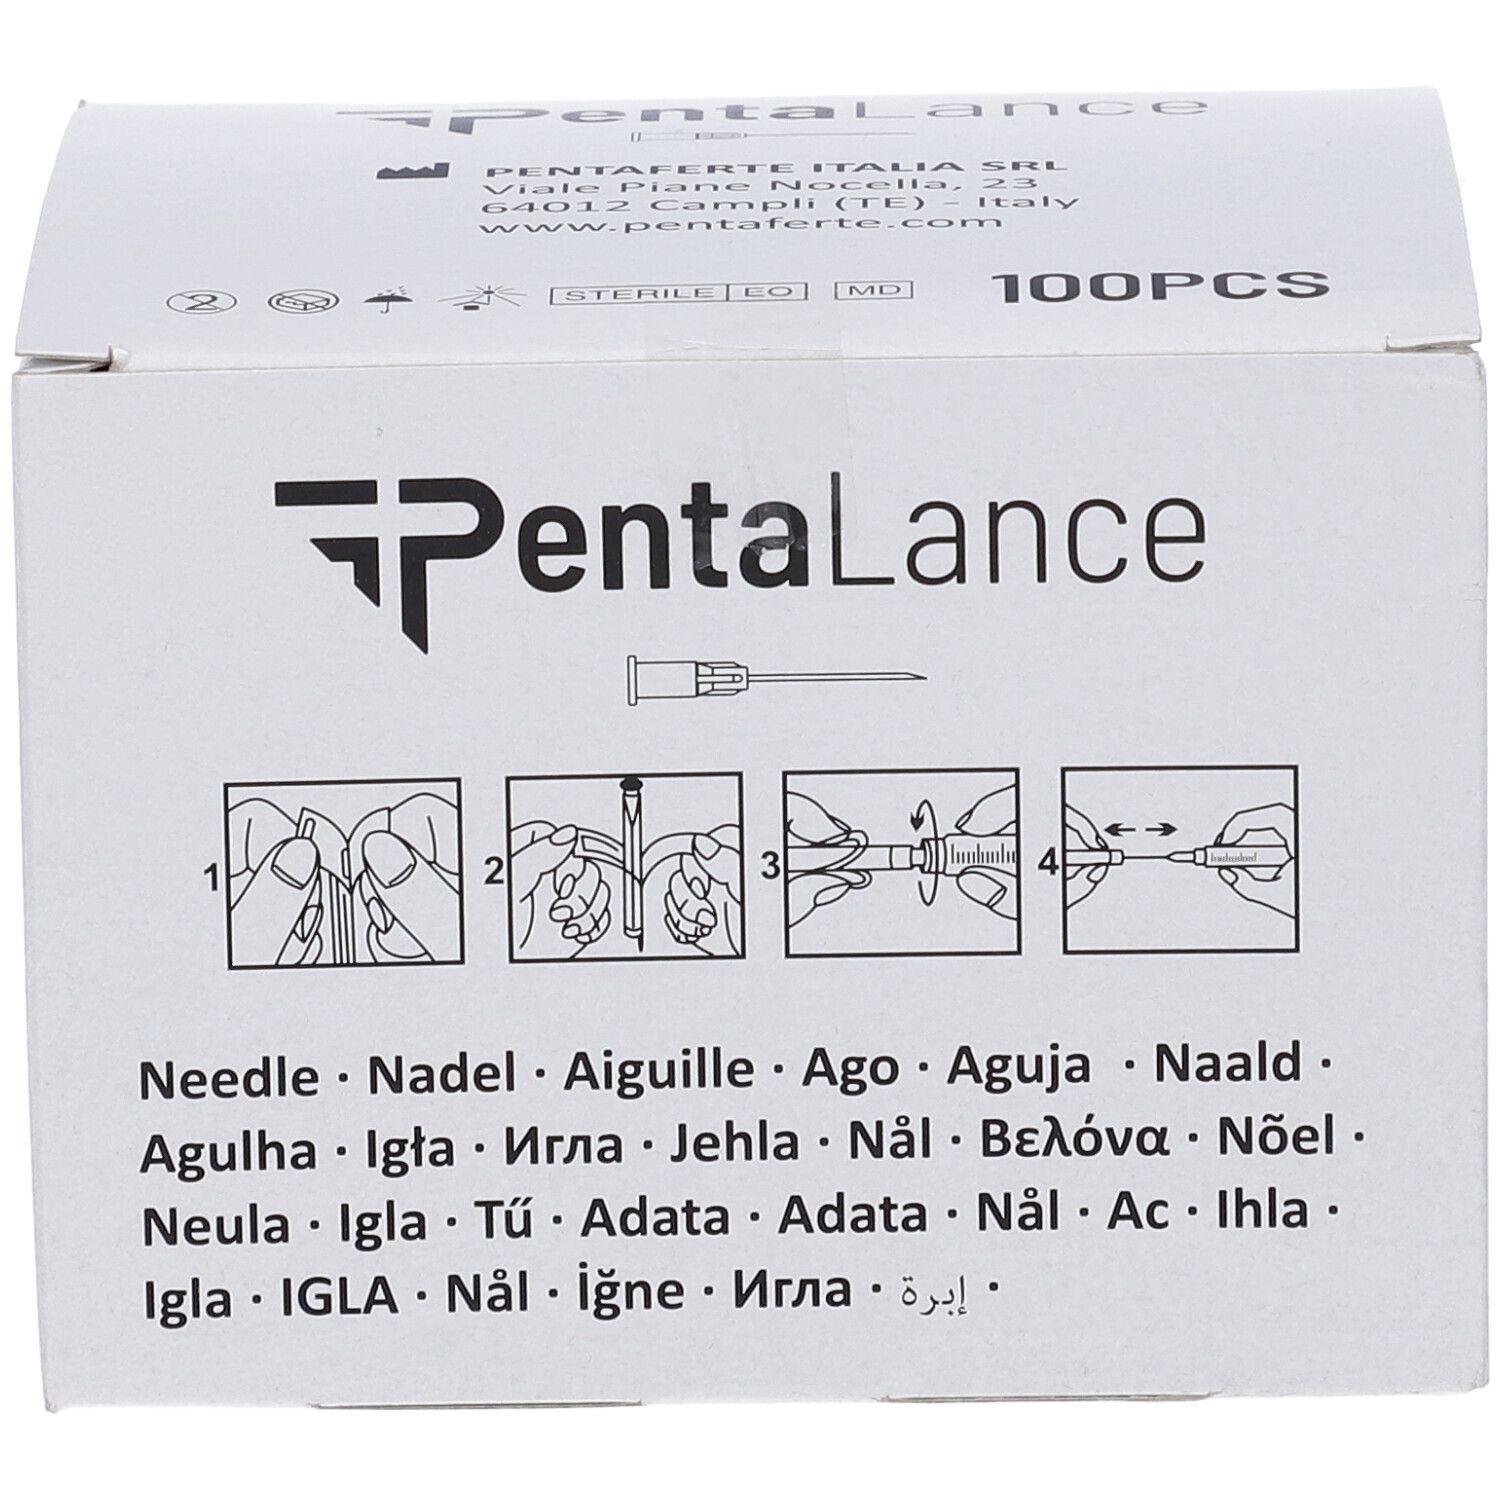 PentaLance
PENTAFERTE ITALIA SRL
Viale Piane Nocella, 23
64012 Campli (TE) - Italy
www.pentaferte.com
2 STERILE EO MD 100PCS
PentaLance
1 2 3 4
Needle · Nadel · Aiguille · Ago · Aguja · Naald ·
Agulha · Igła · Игла · Jehla · Nål · Βελόνα · Nõel ·
Neula · Igla · Tű · Adata · Adata · Nål · Ac · Ihla ·
Igla · IGLA · Nål · İğne · Игла · إبرة ·